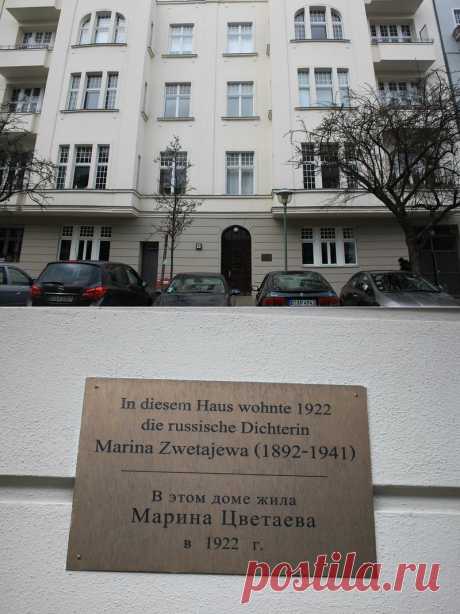 In diesem Haus wohnte 1922
die russische Dichterin
Marina Zwetajewa (1892-1941)
В этом доме жила
Марина Цветаева
в 1922 г.
postila.ru